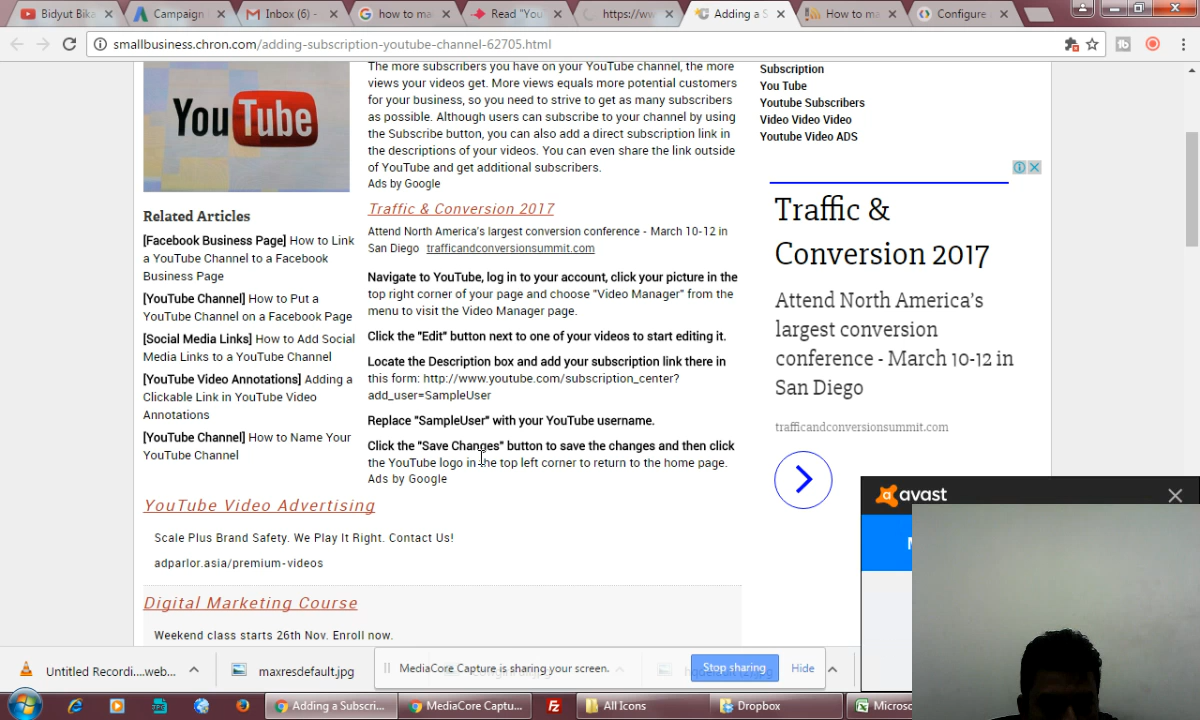 Bidyut Bika
Campaign
Inbox (6) -
how to ma
Read "You
https://ww
Adding a S
How to ma
Configure
smallbusiness.chron.com/adding-subscription-youtube-channel-62705.html
YouTube
The more subscribers you have on your YouTube channel, the more
views your videos get. More views equals more potential customers
for your business, so you need to strive to get as many subscribers
as possible. Although users can subscribe to your channel by using
the Subscribe button, you can also add a direct subscription link in
the descriptions of your videos. You can even share the link outside
of YouTube and get additional subscribers.
Ads by Google
Traffic & Conversion 2017
Attend North America's largest conversion conference - March 10-12 in
San Diego trafficandconversionsummit.com
Navigate to YouTube, log in to your account, click your picture in the
top right corner of your page and choose "Video Manager" from the
menu to visit the Video Manager page.
Click the "Edit" button next to one of your videos to start editing it.
Locate the Description box and add your subscription link there in
this form: http://www.youtube.com/subscription_center?
add_user=SampleUser
Replace "SampleUser" with your YouTube username.
Click the "Save Changes" button to save the changes and then click
the YouTube logo in the top left corner to return to the home page.
Ads by Google
Related Articles
[Facebook Business Page] How to Link
a YouTube Channel to a Facebook
Business Page
[YouTube Channel] How to Put a
YouTube Channel on a Facebook Page
[Social Media Links] How to Add Social
Media Links to a YouTube Channel
[YouTube Video Annotations] Adding a
Clickable Link in YouTube Video
Annotations
[YouTube Channel] How to Name Your
YouTube Channel
YouTube Video Advertising
Scale Plus Brand Safety. We Play It Right. Contact Us!
adparlor.asia/premium-videos
Digital Marketing Course
Weekend class starts 26th Nov. Enroll now.
Subscription
You Tube
Youtube Subscribers
Video Video Video
Youtube Video ADS
Traffic &
Conversion 2017
Attend North America's
largest conversion
conference - March 10-12 in
San Diego
trafficandconversionsummit.com
avast
Untitled Recordi....web...
maxresdefault.jpg
MediaCore Capture is sharing your screen.
Stop sharing
Hide
Adding a Subscri...
MediaCore Captu...
All Icons
Dropbox
Microso